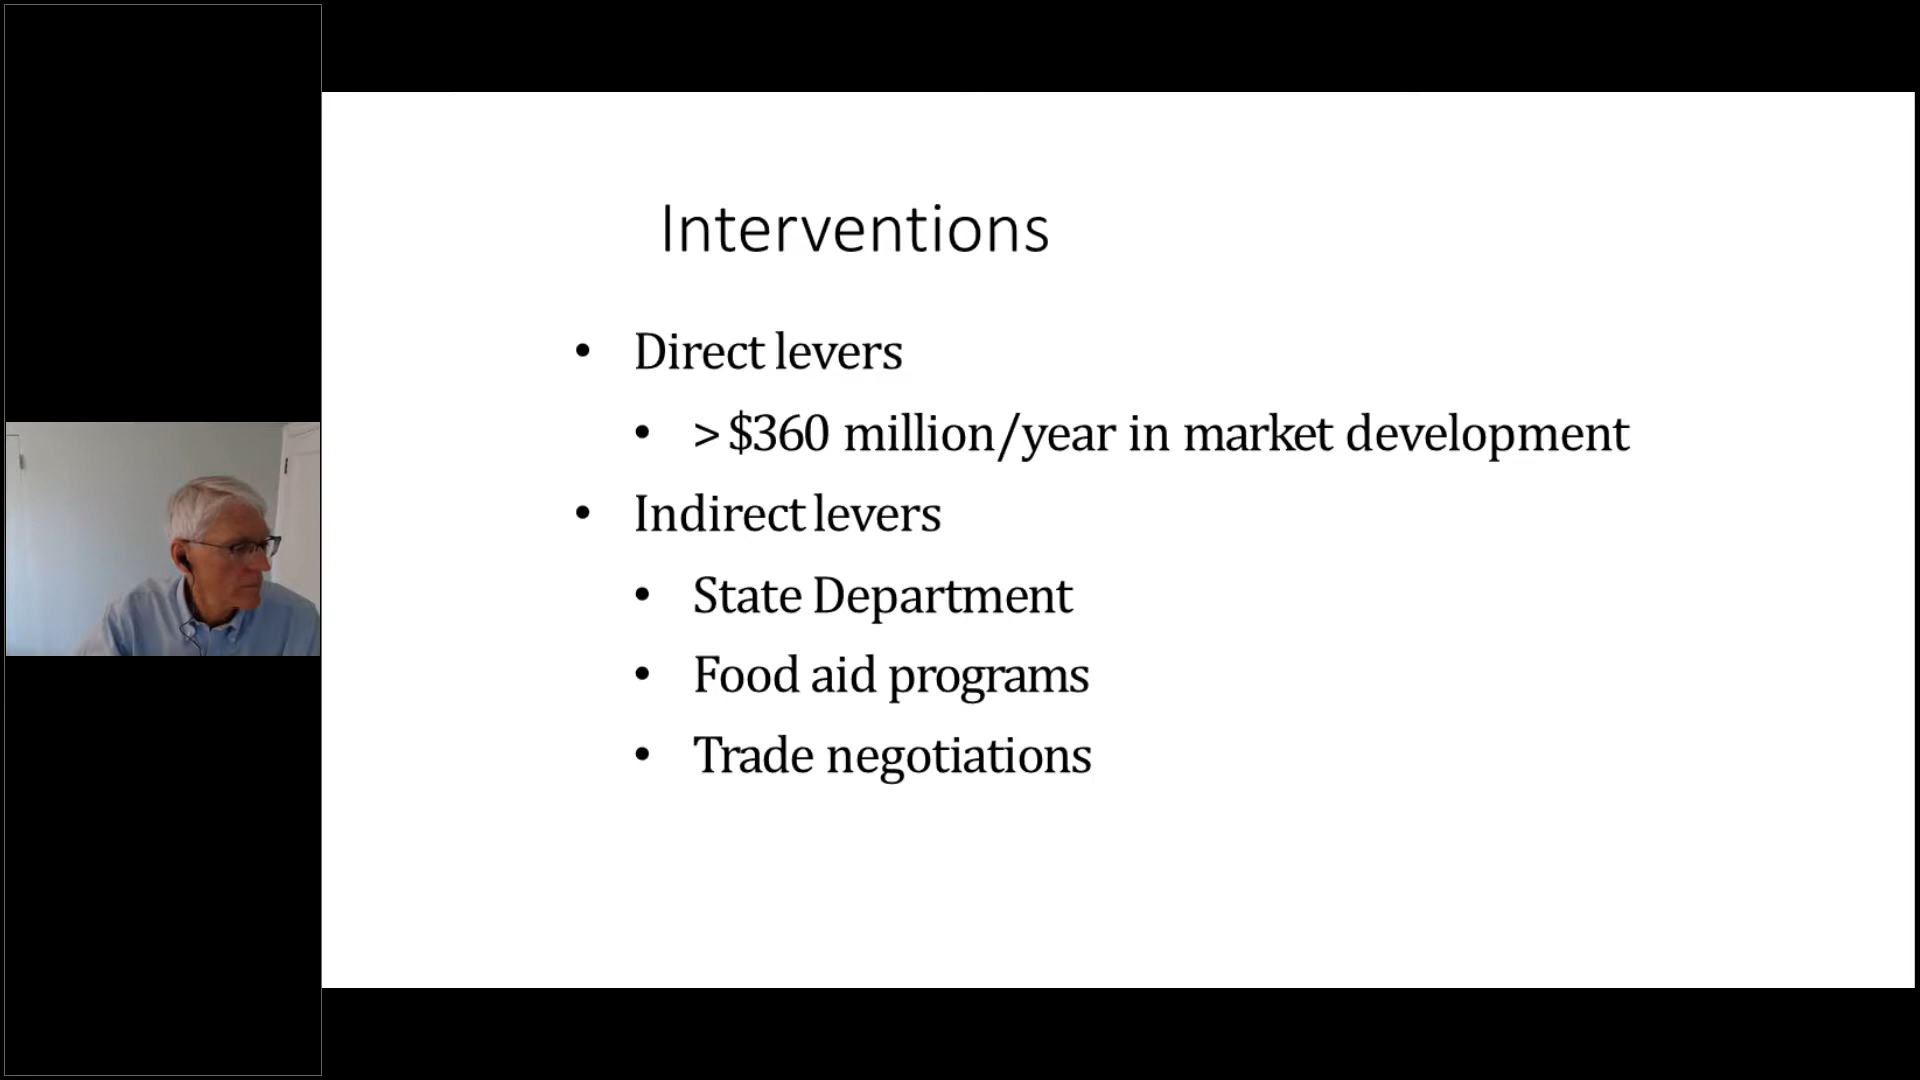 Interventions
• Direct levers
• > $360 million/year in market development
• Indirect levers
• State Department
• Food aid programs
• Trade negotiations